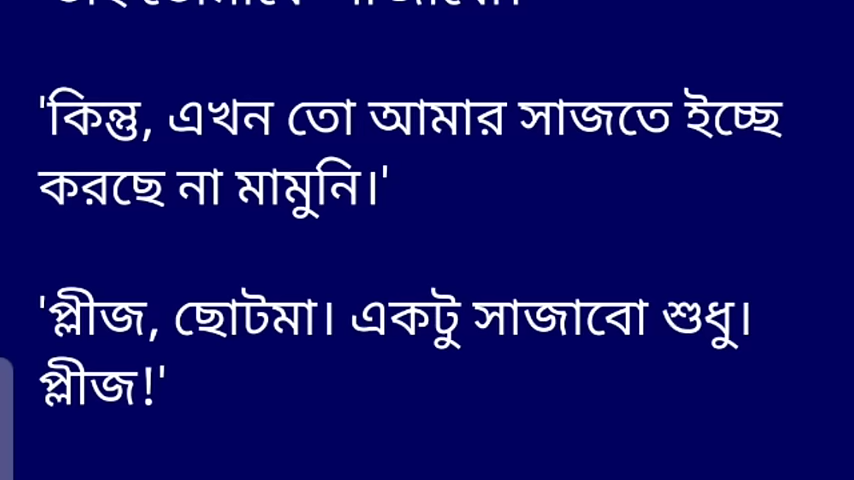 'কিন্তু, এখন তো আমার সাজতে ইচ্ছে
করছে না মামুনি।'
'প্লীজ, ছোটমা। একটু সাজাবো শুধু।
প্লীজ!'